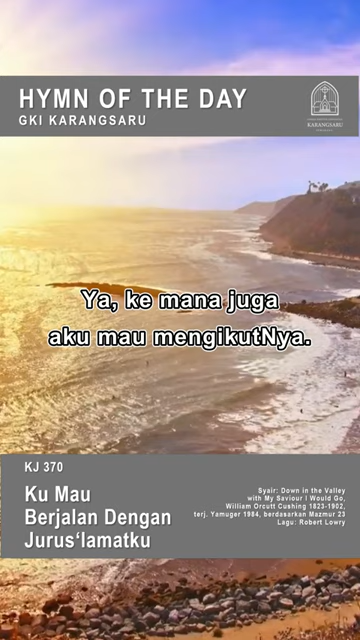 HYMN OF THE DAY
GKI KARANGSARU
KARANGSARU
Ya, ke mana juga
aku mau mengikutNya.
KJ 370
Ku Mau
Berjalan Dengan
Jurus‘lamatku
Syair: Down in the Valley
with My Saviour I Would Go,
William Orcutt Cushing 1823-1902,
terj. Yamuger 1984, berdasarkan Mazmur 23
Lagu: Robert Lowry